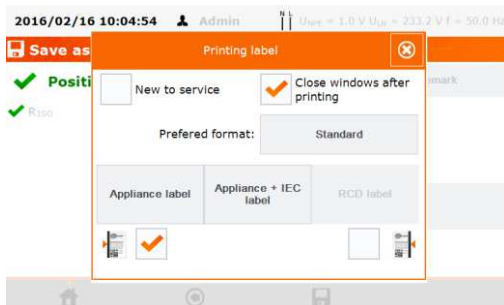 2016/02/16 10:04:54 Admin N L UNPE = 1.0 V ULN = 233.2 V f = 50.0 Hz
Save as
Printing label
Positi
New to service
Close windows after
printing
emark
RISO
Prefered format:
Standard
Appliance label
Appliance + IEC
label
RCD label